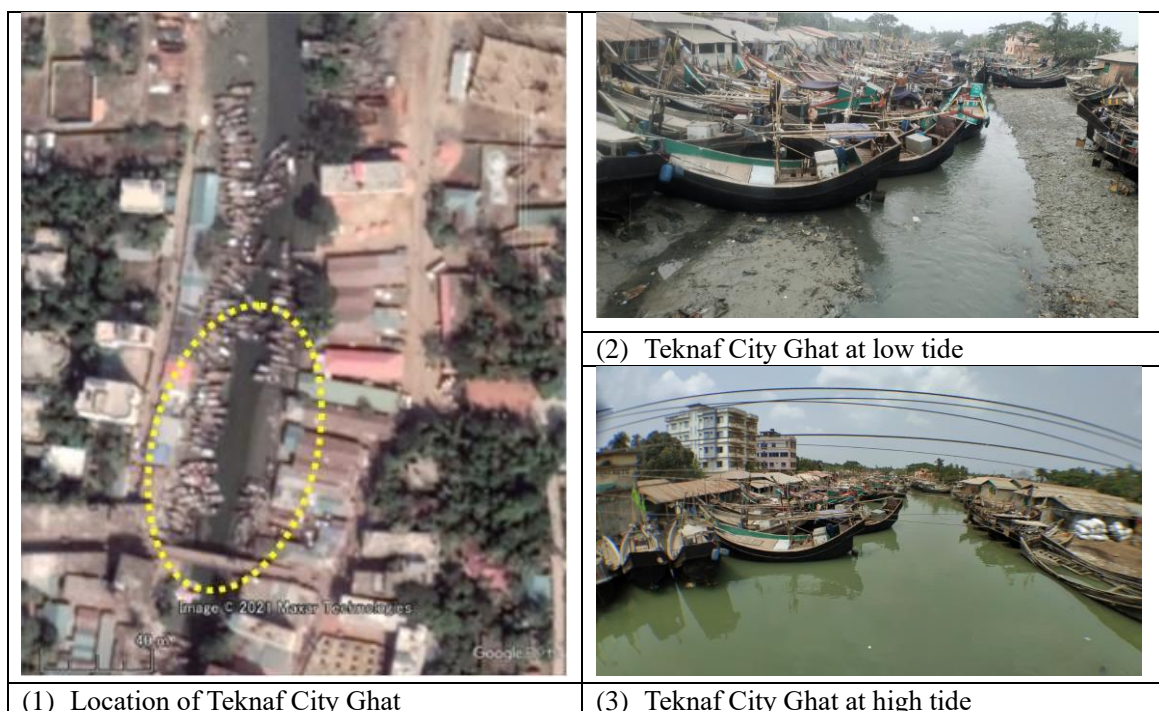 Image © 2021 Maxar Technologies
40 m
Google
(1) Location of Teknaf City Ghat
(2) Teknaf City Ghat at low tide
(3) Teknaf City Ghat at high tide